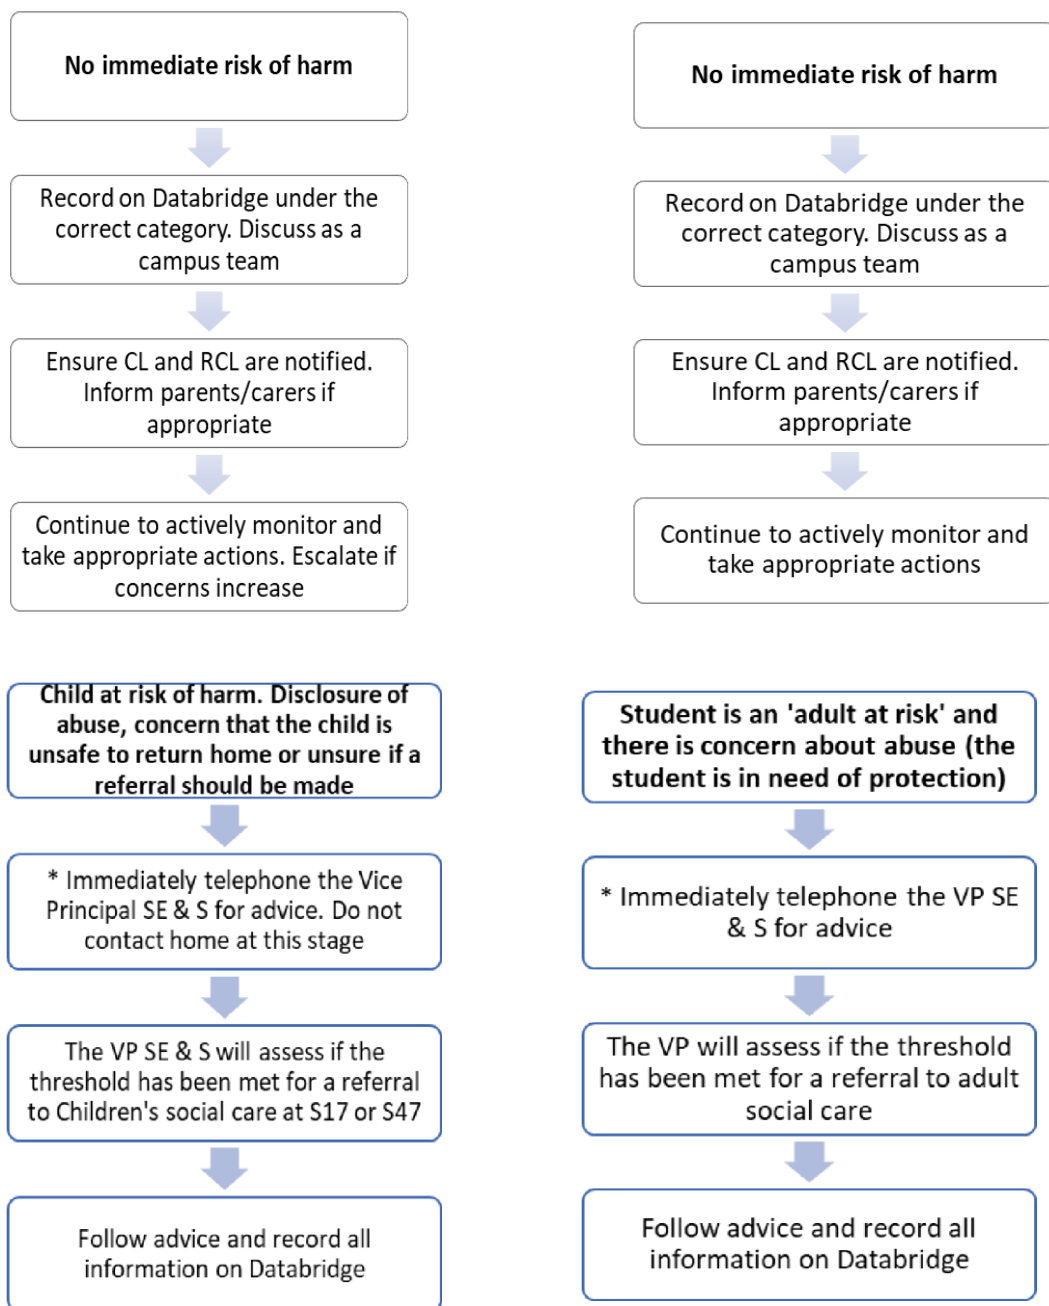 No immediate risk of harm
Record on Databridge under the
correct category. Discuss as a
campus team
Ensure CL and RCL are notified.
Inform parents/carers if
appropriate
Continue to actively monitor and
take appropriate actions. Escalate if
concerns increase
No immediate risk of harm
Record on Databridge under the
correct category. Discuss as a
campus team
Ensure CL and RCL are notified.
Inform parents/carers if
appropriate
Continue to actively monitor and
take appropriate actions
Child at risk of harm. Disclosure of
abuse, concern that the child is
unsafe to return home or unsure if a
referral should be made
* Immediately telephone the Vice
Principal SE & S for advice. Do not
contact home at this stage
The VP SE & S will assess if the
threshold has been met for a referral
to Children's social care at S17 or S47
Follow advice and record all
information on Databridge
Student is an 'adult at risk' and
there is concern about abuse (the
student is in need of protection)
* Immediately telephone the VP SE
& S for advice
The VP will assess if the threshold
has been met for a referral to adult
social care
Follow advice and record all
information on Databridge